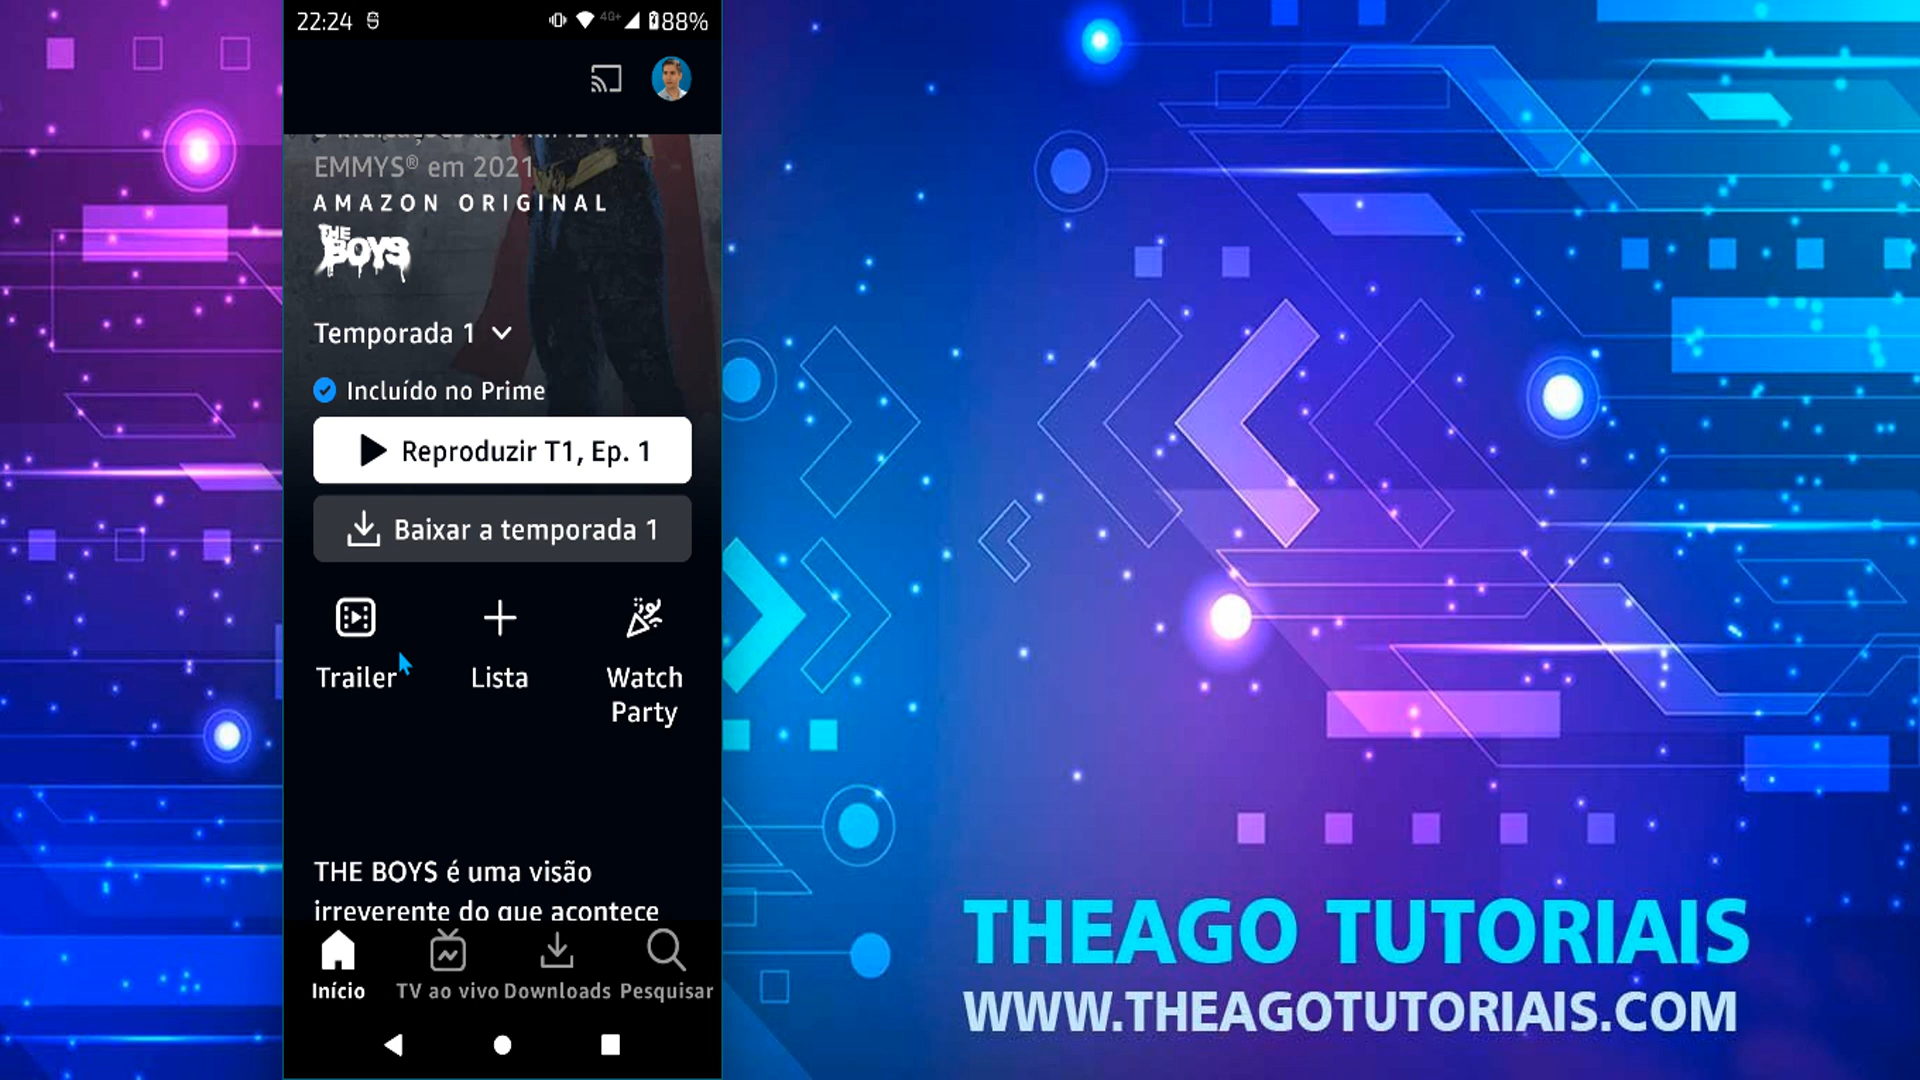 22:24
4G+
88%
EMMYS® em 2021
AMAZON ORIGINAL
THE BOYS
Temporada 1
Incluído no Prime
Reproduzir T1, Ep. 1
Baixar a temporada 1
Trailer
Lista
Watch Party
THE BOYS é uma visão
irreverente do que acontece
Início
TV ao vivo
Downloads
Pesquisar
THEAGO TUTORIAIS
WWW.THEAGOTUTORIAIS.COM